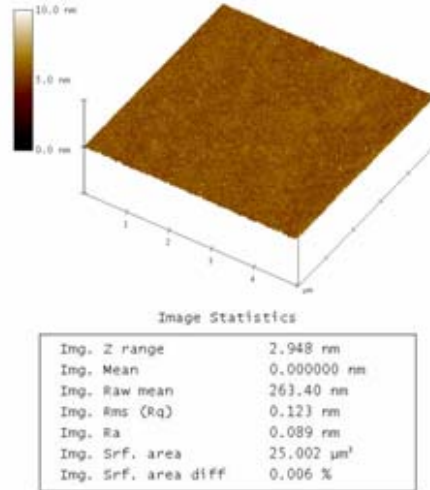 10.0 nm
5.0 nm
0.0 nm
1
2
3
4
µm
Image Statistics
Img. Z range 2.948 nm
Img. Mean 0.000000 nm
Img. Raw mean 263.40 nm
Img. Rms (Rq) 0.123 nm
Img. Ra 0.089 nm
Img. Srf. area 25.002 µm²
Img. Srf. area diff 0.006 %